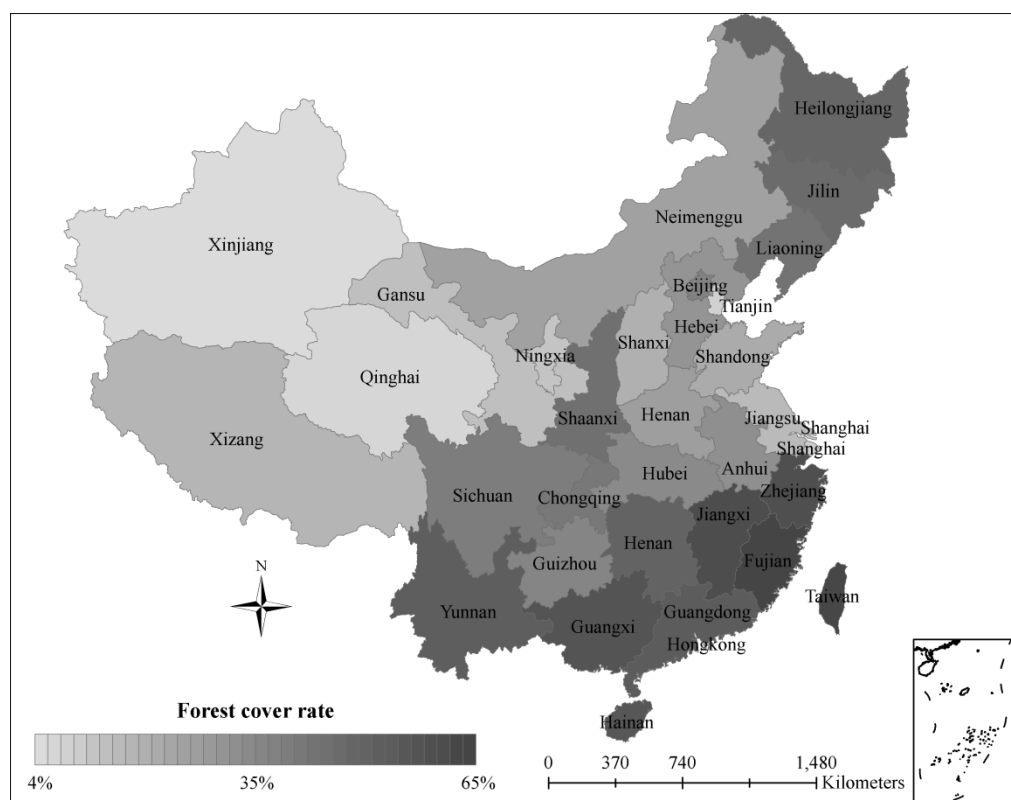 Heilongjiang
Jilin
Neimenggu
Xinjiang
Liaoning
Beijing
Gansu
Tianjin
Hebei
Shanxi
Ningxia
Shandong
Qinghai
Shaanxi
Henan
Jiangsu
Shanghai
Xizang
Shanghai
Hubei
Anhui
Sichuan
Chongqing
Zhejiang
Jiangxi
Henan
Guizhou
Fujian
N
Taiwan
Yunnan
Guangdong
Guangxi
Hongkong
Forest cover rate
Hainan
4% 35% 65%
0 370 740 1,480
Kilometers